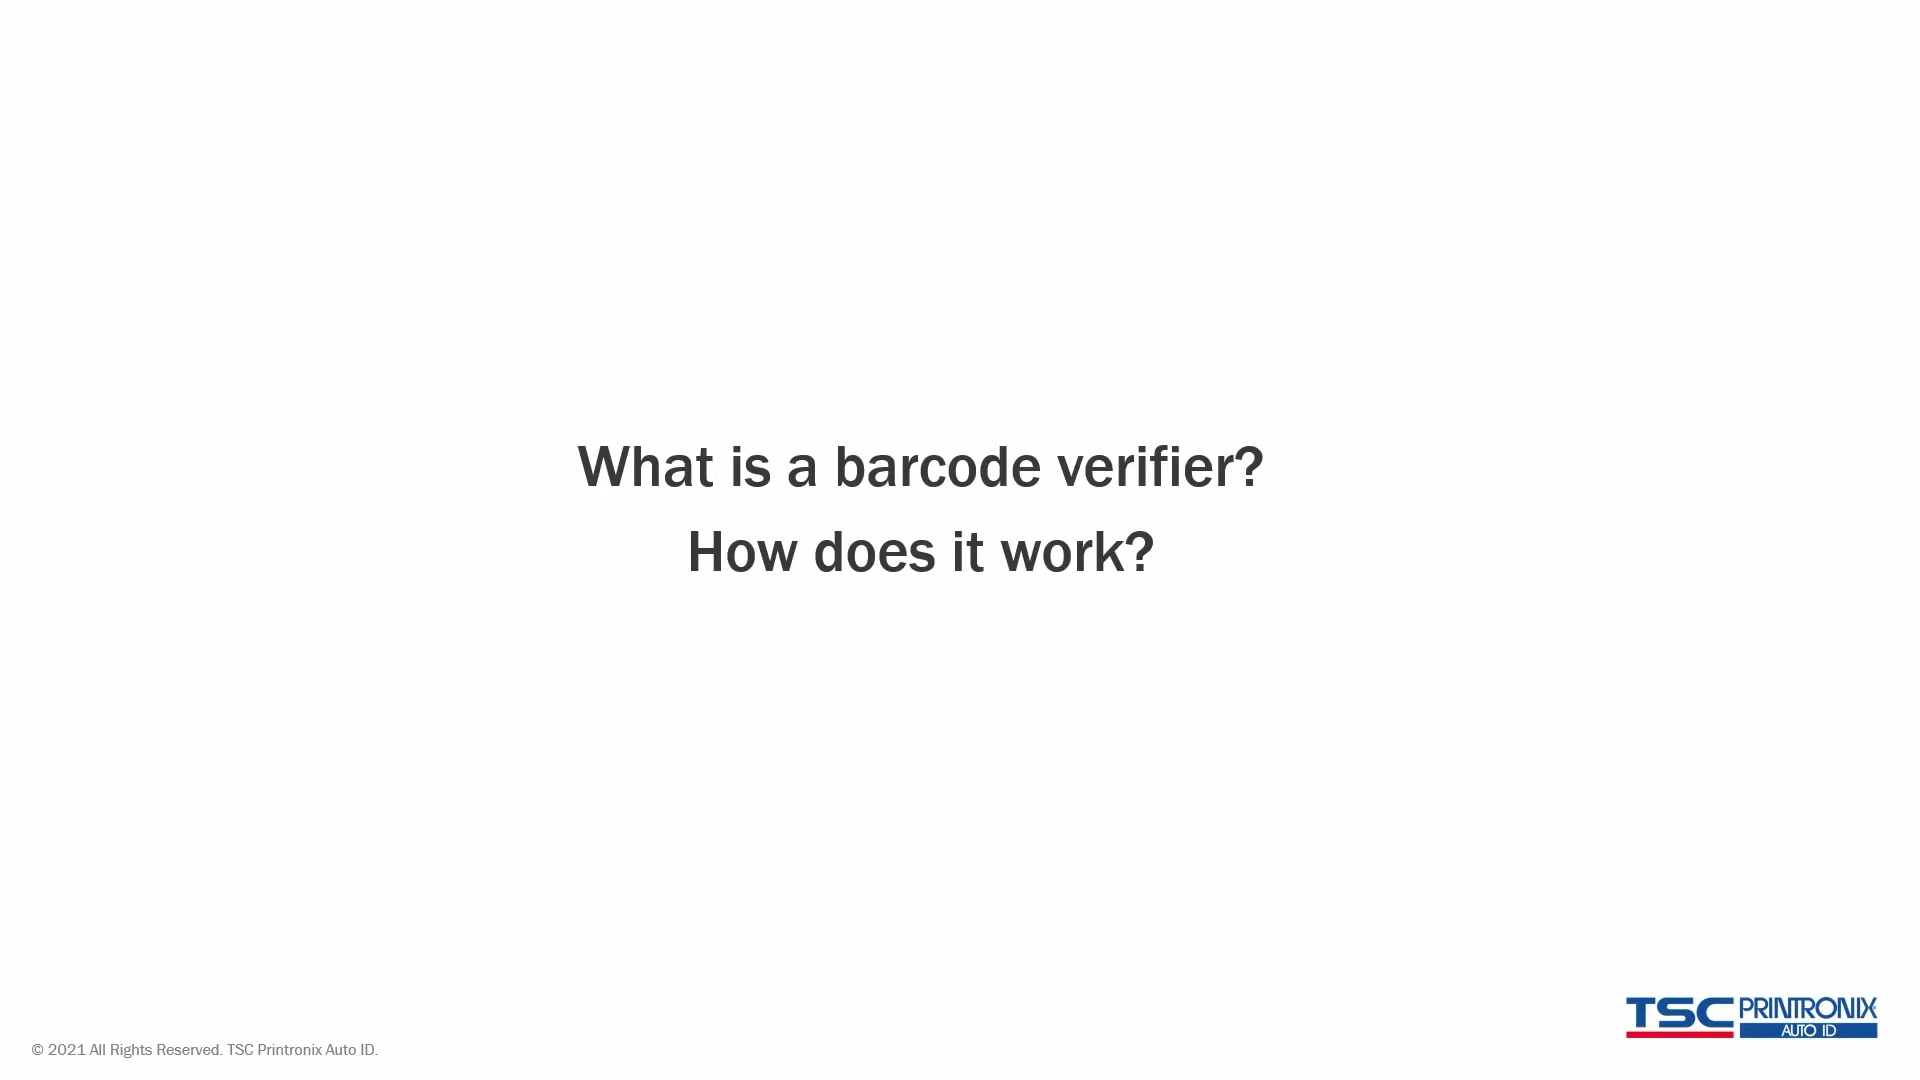 What is a barcode verifier?
How does it work?
TSC PRINTRONIX
AUTO ID
© 2021 All Rights Reserved. TSC Printronix Auto ID.